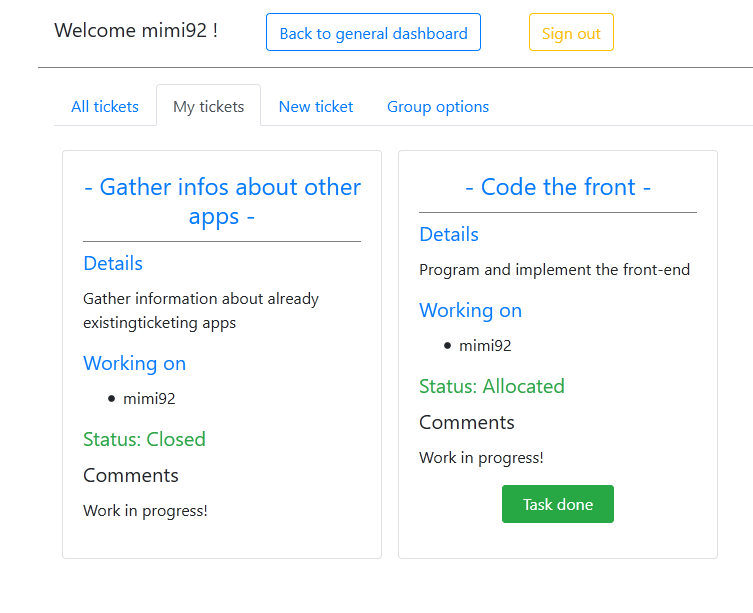 Welcome mimi92 !
Back to general dashboard
Sign out
All tickets
My tickets
New ticket
Group options
- Gather infos about other
apps -
Details
Gather information about already
existingticketing apps
Working on
mimi92
Status: Closed
Comments
Work in progress!
- Code the front -
Details
Program and implement the front-end
Working on
mimi92
Status: Allocated
Comments
Work in progress!
Task done